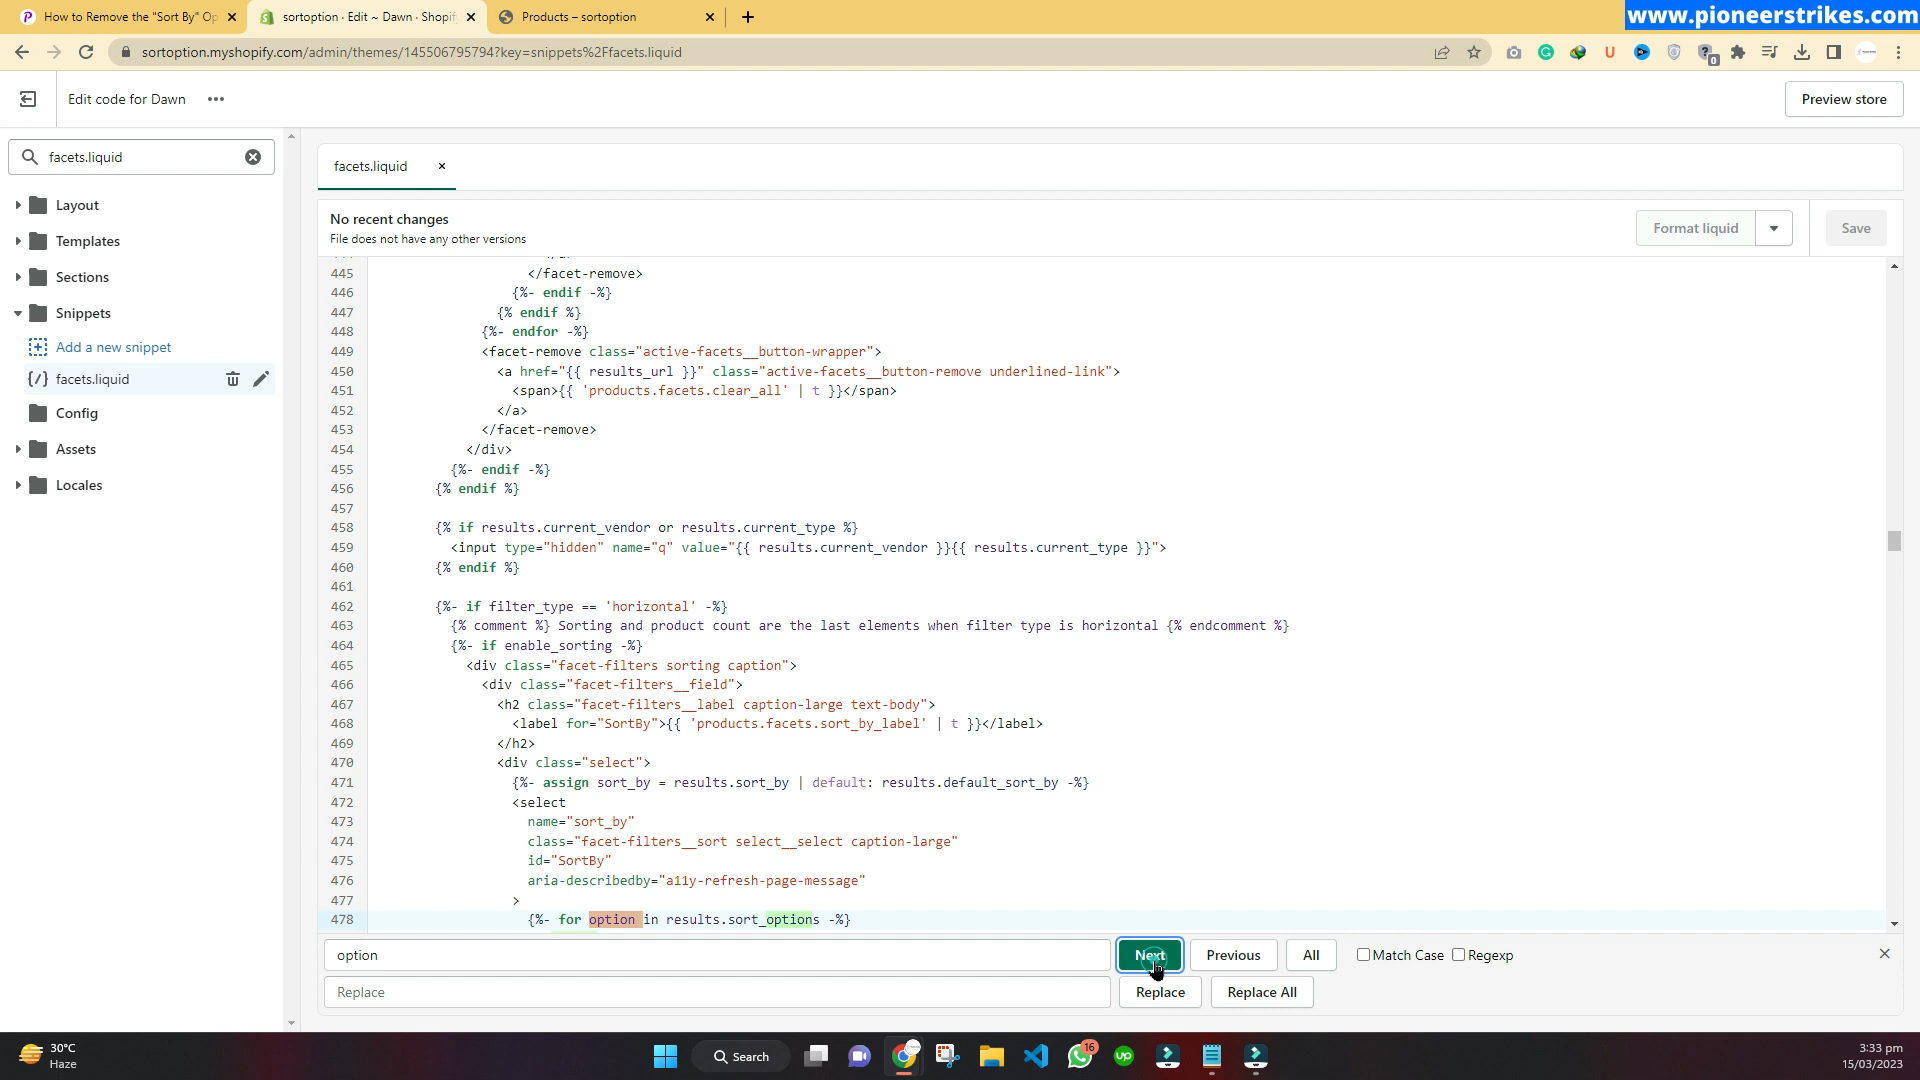 How to Remove the "Sort By" Op
sortoption · Edit ~ Dawn · Shopif
Products – sortoption
www.pioneerstrikes.com
sortoption.myshopify.com/admin/themes/145506795794?key=snippets%2Ffacets.liquid
0
Edit code for Dawn
Preview store
facets.liquid
Layout
Templates
Sections
Snippets
Add a new snippet
{/} facets.liquid
Config
Assets
Locales
facets.liquid
No recent changes
File does not have any other versions
Format liquid
Save
445 </facet-remove>
446 {%- endif -%}
447 {% endif %}
448 {%- endfor -%}
449 <facet-remove class="active-facets__button-wrapper">
450 <a href="{{ results_url }}" class="active-facets__button-remove underlined-link">
451 <span>{{ 'products.facets.clear_all' | t }}</span>
452 </a>
453 </facet-remove>
454 </div>
455 {%- endif -%}
456 {% endif %}
457
458 {% if results.current_vendor or results.current_type %}
459 <input type="hidden" name="q" value="{{ results.current_vendor }}{{ results.current_type }}">
460 {% endif %}
461
462 {%- if filter_type == 'horizontal' -%}
463 {% comment %} Sorting and product count are the last elements when filter type is horizontal {% endcomment %}
464 {%- if enable_sorting -%}
465 <div class="facet-filters sorting caption">
466 <div class="facet-filters__field">
467 <h2 class="facet-filters__label caption-large text-body">
468 <label for="SortBy">{{ 'products.facets.sort_by_label' | t }}</label>
469 </h2>
470 <div class="select">
471 {%- assign sort_by = results.sort_by | default: results.default_sort_by -%}
472 <select
473 name="sort_by"
474 class="facet-filters__sort select__select caption-large"
475 id="SortBy"
476 aria-describedby="a11y-refresh-page-message"
477 >
478 {%- for option in results.sort_options -%}
option
Next
Previous
All
Match Case
Regexp
Replace
Replace
Replace All
30°C
Haze
Search
16
up
3:33 pm
15/03/2023